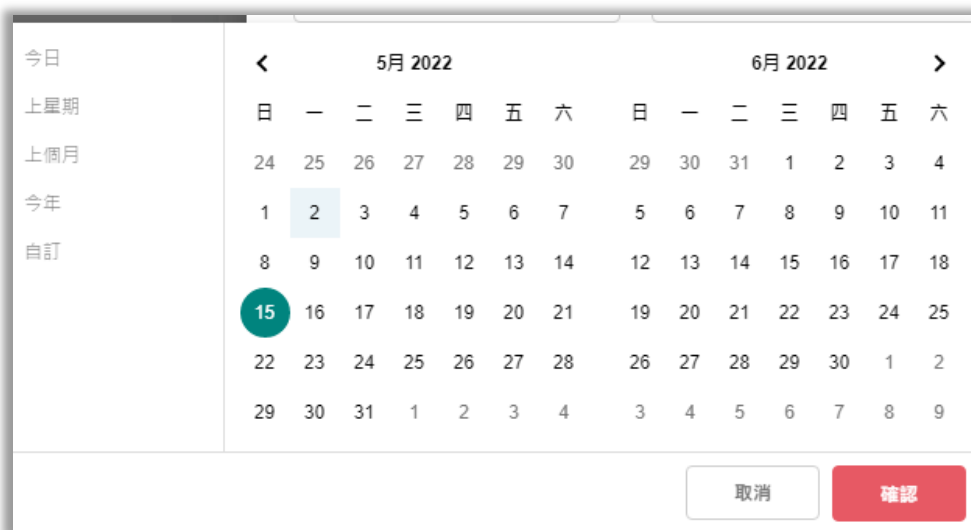 今日
上星期
上個月
今年
自訂
5月 2022
日 一 二 三 四 五 六
24 25 26 27 28 29 30
1 2 3 4 5 6 7
8 9 10 11 12 13 14
15 16 17 18 19 20 21
22 23 24 25 26 27 28
29 30 31 1 2 3 4
6月 2022
日 一 二 三 四 五 六
29 30 31 1 2 3 4
5 6 7 8 9 10 11
12 13 14 15 16 17 18
19 20 21 22 23 24 25
26 27 28 29 30 1 2
3 4 5 6 7 8 9
取消
確認